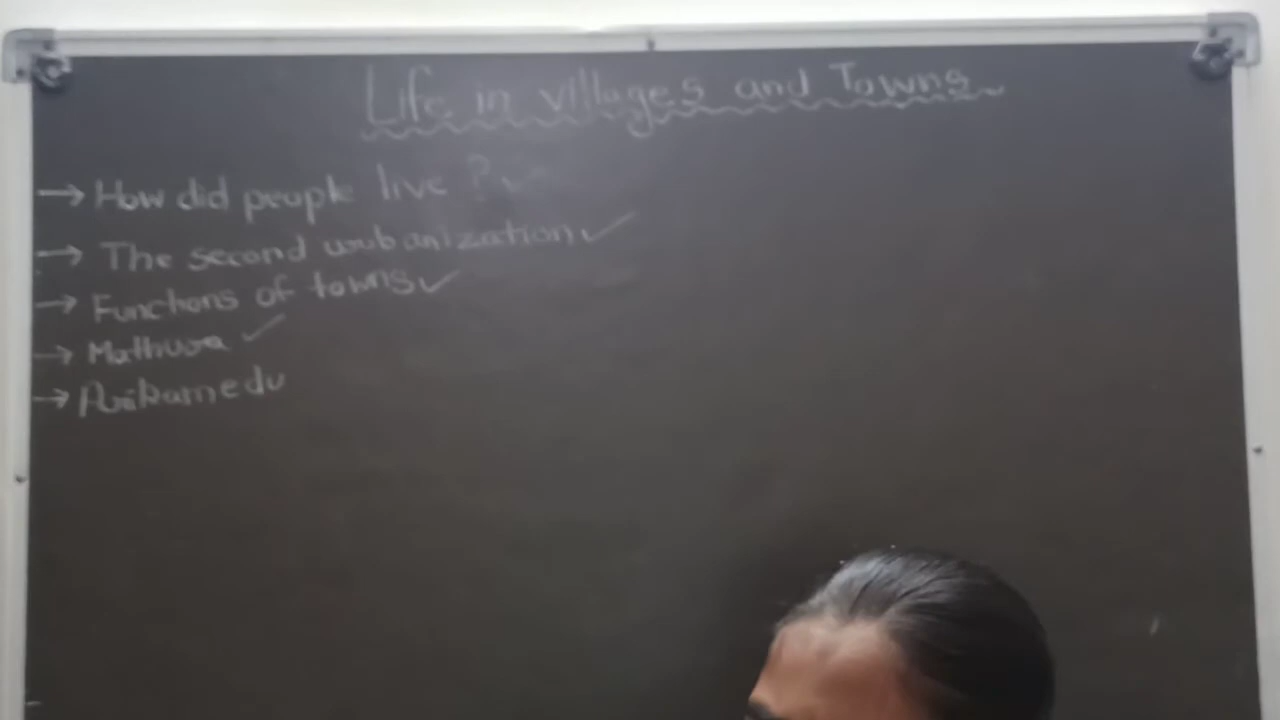 Life in villages and Towns
→ How did people live ? ✓
→ The second urbanization ✓
→ Functions of towns ✓
→ Mathura ✓
→ Arikamedu